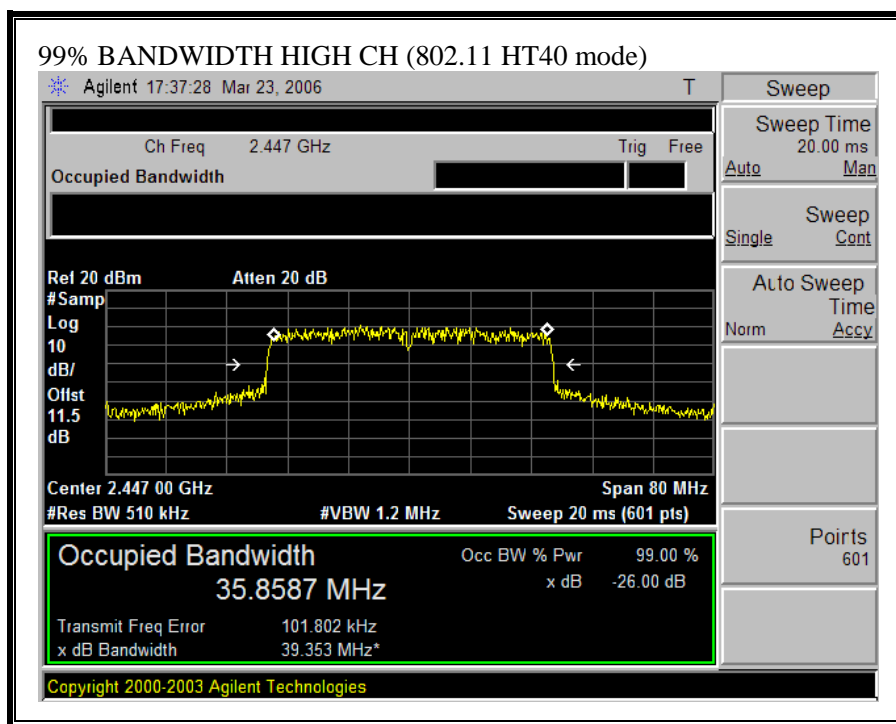 99% BANDWIDTH HIGH CH (802.11 HT40 mode)
Agilent 17:37:28 Mar 23, 2006 T
Sweep
Ch Freq 2.447 GHz Trig Free
Occupied Bandwidth
Sweep Time
20.00 ms
Auto Man
Sweep
Single Cont
Auto Sweep
Time
Norm Accy
Points
601
Ref 20 dBm Atten 20 dB
#Samp
Log
10
dB/
Offst
11.5
dB
Center 2.447 00 GHz Span 80 MHz
#Res BW 510 kHz #VBW 1.2 MHz Sweep 20 ms (601 pts)
Occupied Bandwidth Occ BW % Pwr 99.00 %
35.8587 MHz x dB -26.00 dB
Transmit Freq Error 101.802 kHz
x dB Bandwidth 39.353 MHz*
Copyright 2000-2003 Agilent Technologies